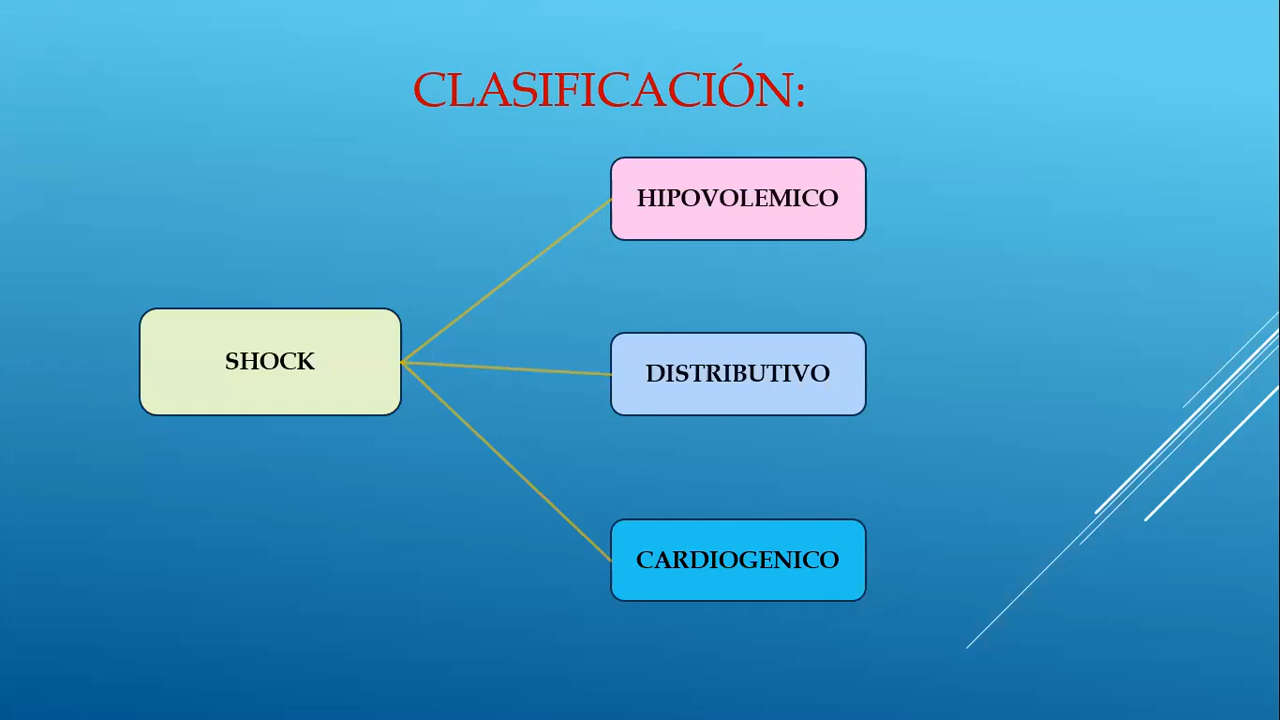 CLASIFICACIÓN:
HIPOVOLEMICO
SHOCK
DISTRIBUTIVO
CARDIOGENICO